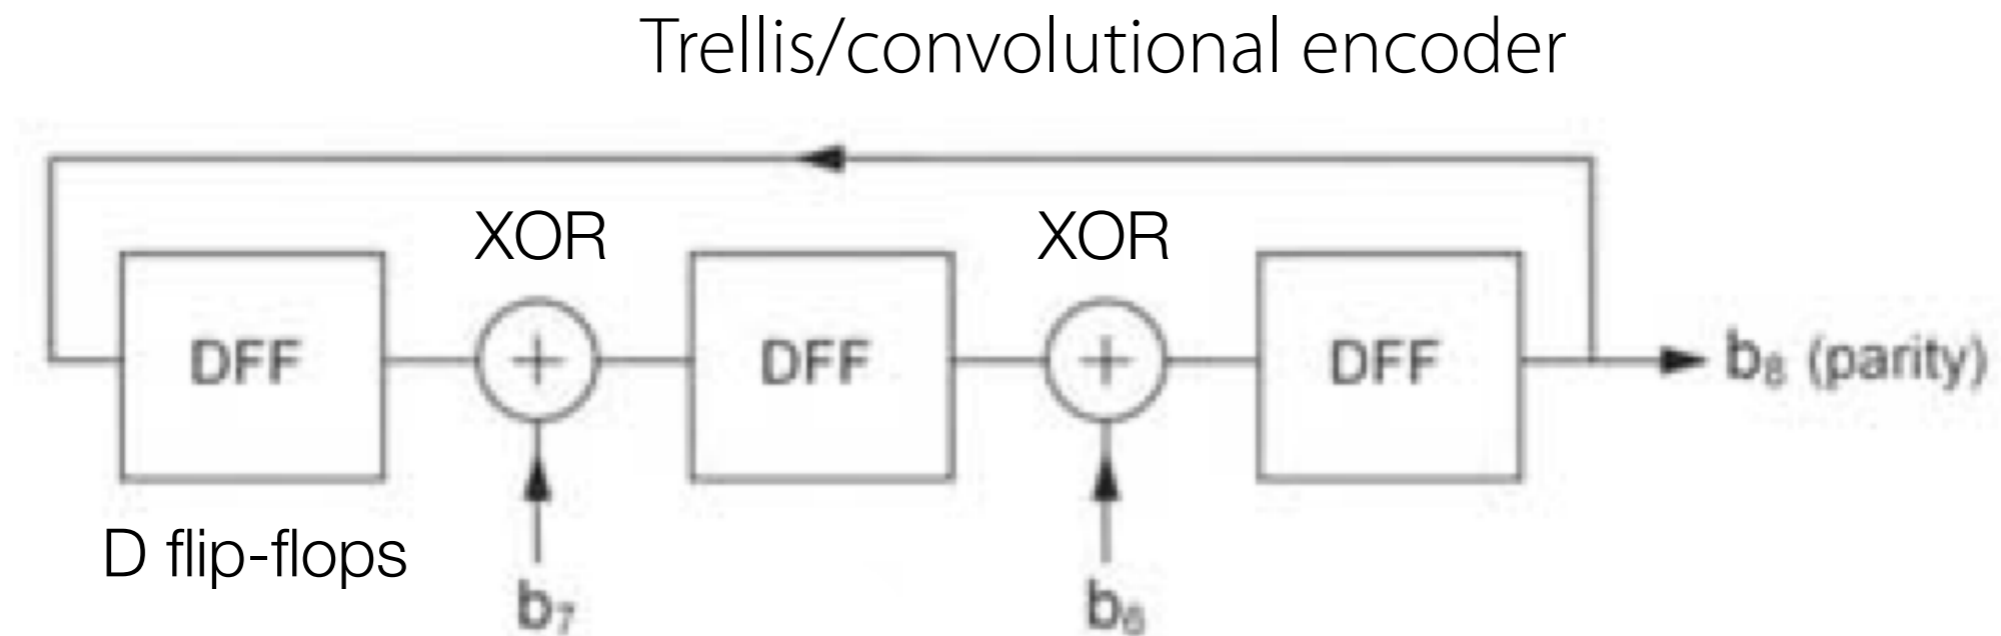 Trellis/convolutional encoder
XOR
XOR
DFF
+
DFF
+
DFF
b₈ (parity)
D flip-flops
b₇
b₆